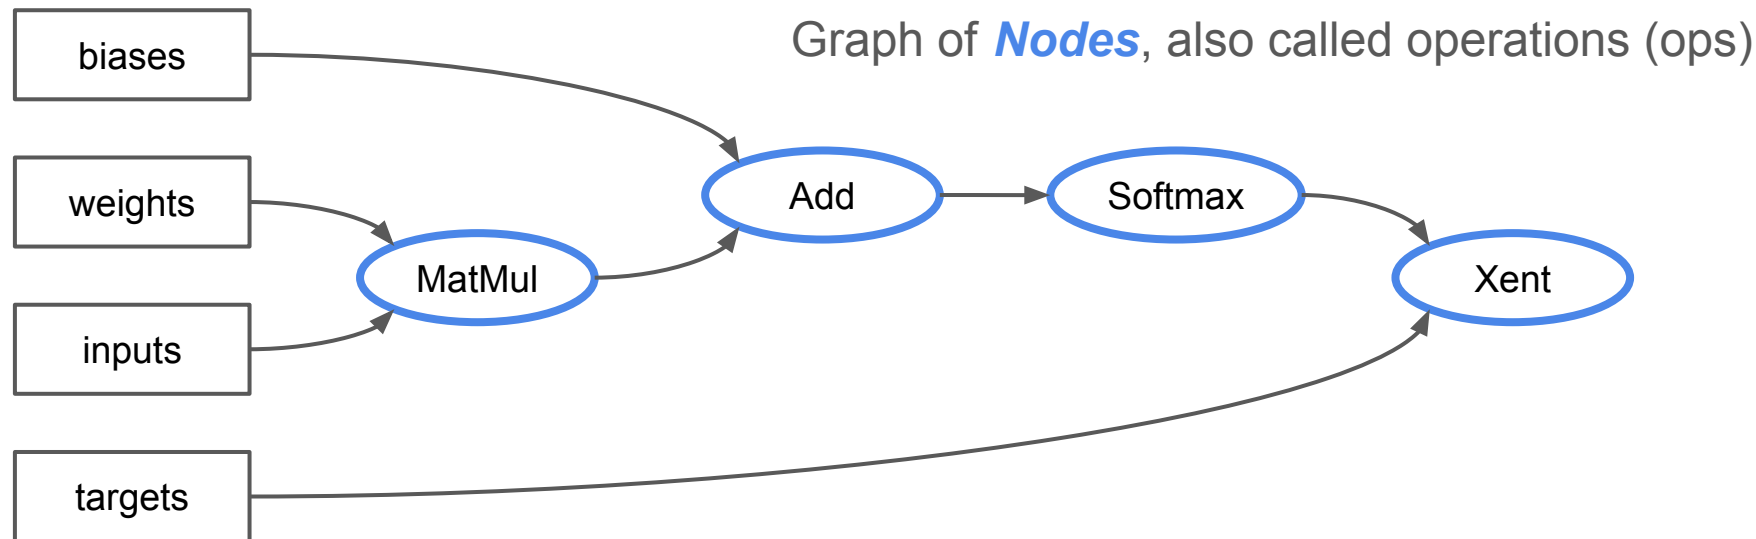 Graph of Nodes, also called operations (ops)
biases
weights
inputs
targets
MatMul
Add
Softmax
Xent